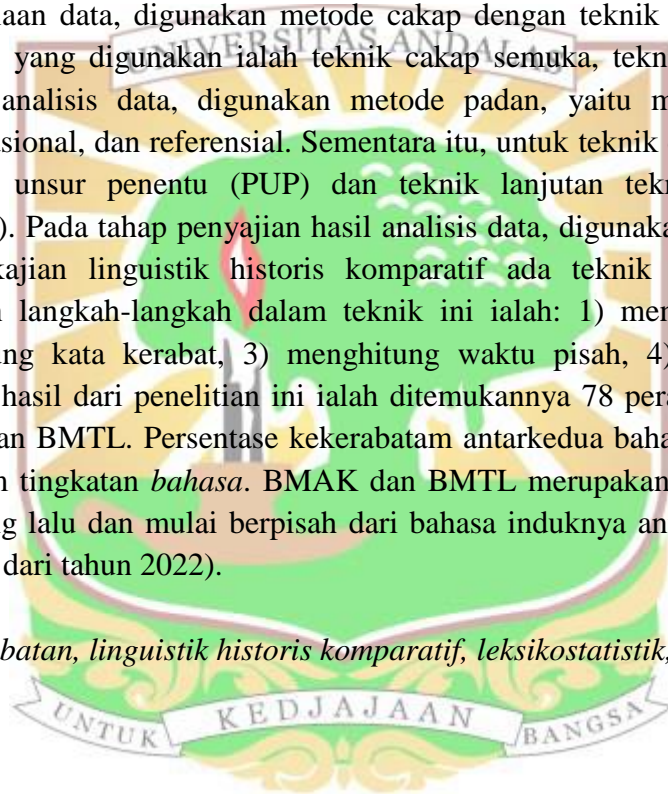 aan data, digunakan metode cakap dengan teknik
UNIVERSITAS ANDALAS
yang digunakan ialah teknik cakap semuka, tekn
analisis data, digunakan metode padan, yaitu m
sional, dan referensial. Sementara itu, untuk teknik
unsur penentu (PUP) dan teknik lanjutan tekn
). Pada tahap penyajian hasil analisis data, digunaka
kajian linguistik historis komparatif ada teknik
langkah-langkah dalam teknik ini ialah: 1) men
ung kata kerabat, 3) menghitung waktu pisah, 4)
hasil dari penelitian ini ialah ditemukannya 78 pera
an BMTL. Persentase kekerabatam antarkedua baha
tingkatan bahasa. BMAK dan BMTL merupakan
g lalu dan mulai berpisah dari bahasa induknya an
dari tahun 2022).
batan, linguistik historis komparatif, leksikostatistik,
UNTUK KEDJAJAAN BANGSA